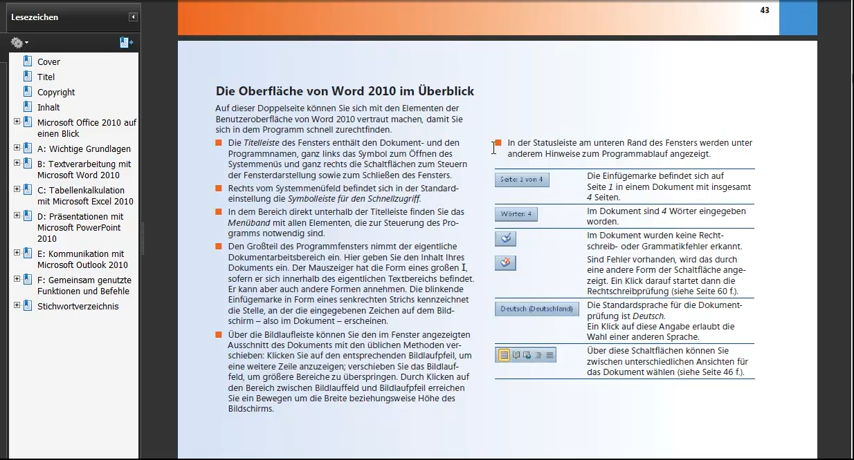 Lesezeichen
Cover
Titel
Copyright
Inhalt
Microsoft Office 2010 auf
einen Blick
A: Wichtige Grundlagen
B: Textverarbeitung mit
Microsoft Word 2010
C: Tabellenkalkulation
mit Microsoft Excel 2010
D: Präsentationen mit
Microsoft PowerPoint
2010
E: Kommunikation mit
Microsoft Outlook 2010
F: Gemeinsam genutzte
Funktionen und Befehle
Stichwortverzeichnis
43
Die Oberfläche von Word 2010 im Überblick
Auf dieser Doppelseite können Sie sich mit den Elementen der
Benutzeroberfläche von Word 2010 vertraut machen, damit Sie
sich in dem Programm schnell zurechtfinden.
Die Titelleiste des Fensters enthält den Dokument- und den
Programmnamen, ganz links das Symbol zum Öffnen des
Systemmenüs und ganz rechts die Schaltflächen zum Steuern
der Fensterdarstellung sowie zum Schließen des Fensters.
Rechts vom Systemmenüfeld befindet sich in der Standard-
einstellung die Symbolleiste für den Schnellzugriff.
In dem Bereich direkt unterhalb der Titelleiste finden Sie das
Menüband mit allen Elementen, die zur Steuerung des Pro-
gramms notwendig sind.
Den Großteil des Programmfensters nimmt der eigentliche
Dokumentarbeitsbereich ein. Hier geben Sie den Inhalt Ihres
Dokuments ein. Der Mauszeiger hat die Form eines großen I,
sofern er sich innerhalb des eigentlichen Textbereichs befindet.
Er kann aber auch andere Formen annehmen. Die blinkende
Einfügemarke in Form eines senkrechten Strichs kennzeichnet
die Stelle, an der die eingegebenen Zeichen auf dem Bild-
schirm – also im Dokument – erscheinen.
Über die Bildlaufleiste können Sie den im Fenster angezeigten
Ausschnitt des Dokuments mit den üblichen Methoden ver-
schieben: Klicken Sie auf den entsprechenden Bildlaufpfeil, um
eine weitere Zeile anzuzeigen; verschieben Sie das Bildlauf-
feld, um größere Bereiche zu überspringen. Durch Klicken auf
den Bereich zwischen Bildlauffeld und Bildlaufpfeil erreichen
Sie ein Bewegen um die Breite beziehungsweise Höhe des
Bildschirms.
In der Statusleiste am unteren Rand des Fensters werden unter
anderem Hinweise zum Programmablauf angezeigt.
Seite: 1 von 4
Die Einfügemarke befindet sich auf
Seite 1 in einem Dokument mit insgesamt
4 Seiten.
Wörter: 4
Im Dokument sind 4 Wörter eingegeben
worden.
Im Dokument wurden keine Recht-
schreib- oder Grammatikfehler erkannt.
Sind Fehler vorhanden, wird das durch
eine andere Form der Schaltfläche ange-
zeigt. Ein Klick darauf startet dann die
Rechtschreibprüfung (siehe Seite 60 f.).
Deutsch (Deutschland)
Die Standardsprache für die Dokument-
prüfung ist Deutsch.
Ein Klick auf diese Angabe erlaubt die
Wahl einer anderen Sprache.
Über diese Schaltflächen können Sie
zwischen unterschiedlichen Ansichten für
das Dokument wählen (siehe Seite 46 f.).